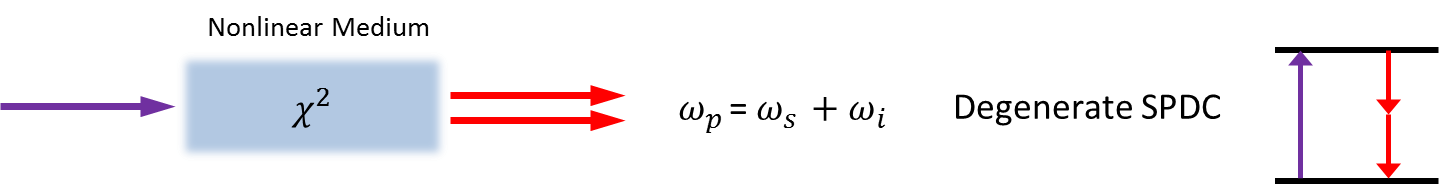 Nonlinear Medium
χ²
ωₚ = ωₛ + ωᵢ
Degenerate SPDC